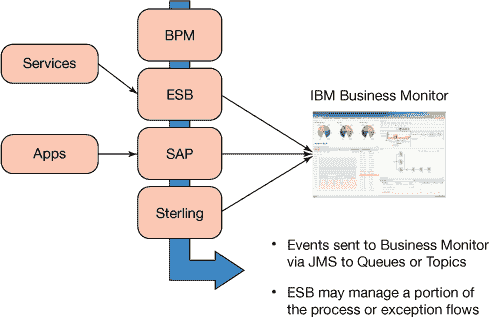 BPM
Services
ESB
IBM Business Monitor
Apps
SAP
Sterling
• Events sent to Business Monitor
via JMS to Queues or Topics
• ESB may manage a portion of
the process or exception flows